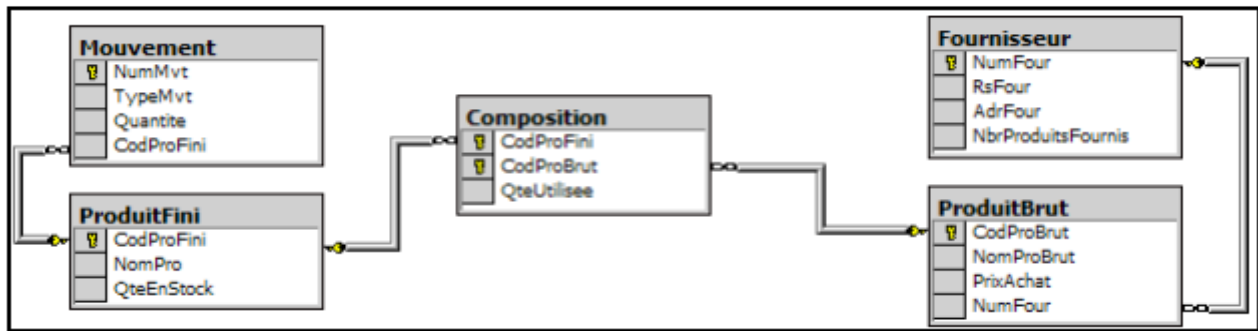 Mouvement
NumMvt
TypeMvt
Quantite
CodProFini
ProduitFini
CodProFini
NomPro
QteEnStock
Composition
CodProFini
CodProBrut
QteUtilisee
Fournisseur
NumFour
RsFour
AdrFour
NbrProduitsFournis
ProduitBrut
CodProBrut
NomProBrut
PrixAchat
NumFour